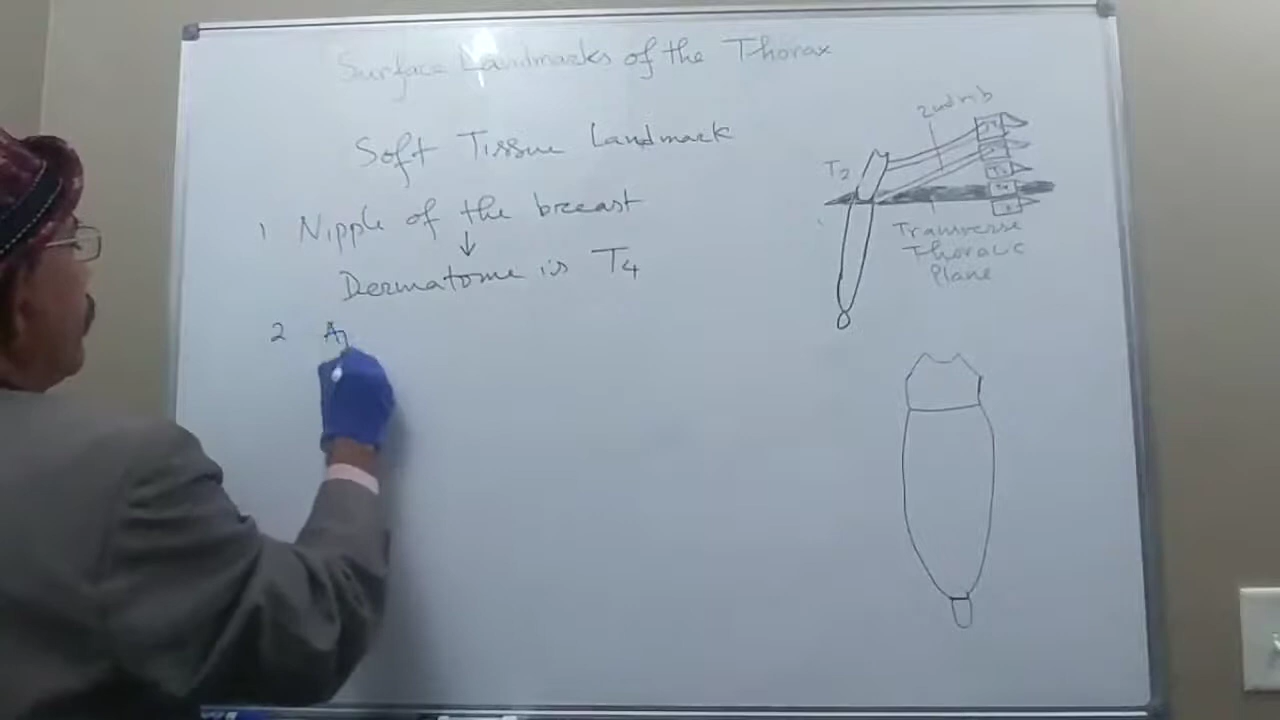 Surface Landmarks of the Thorax
Soft Tissue Landmark
1 Nipple of the breast
Dermatome is T4
2
2nd rib
T2
Transverse
Thoracic
Plane